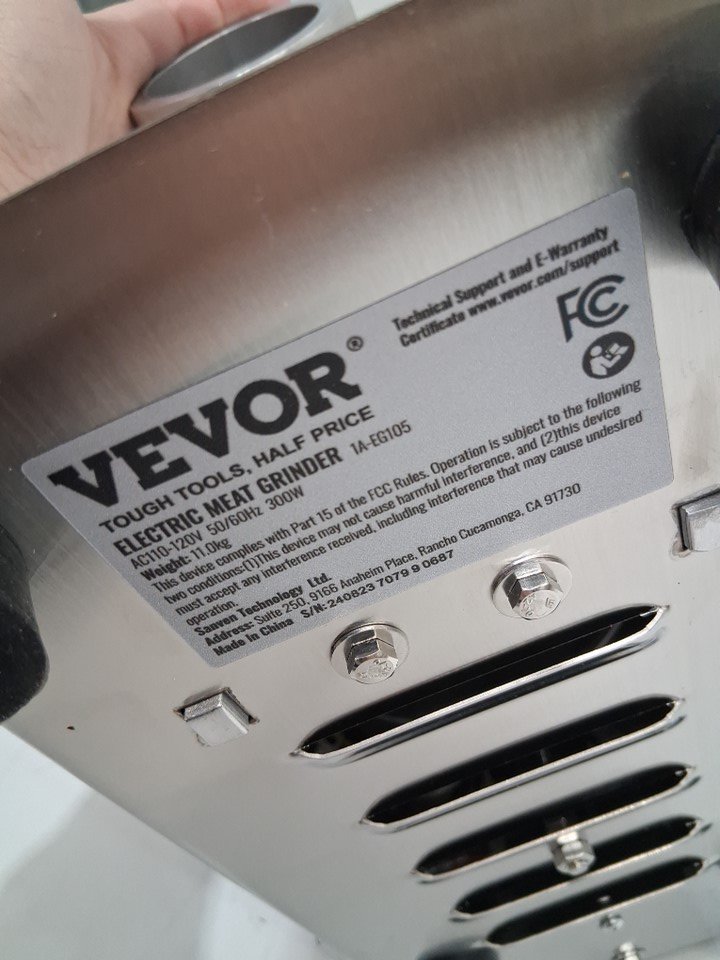 Technical Support and E-Warranty
Certificate www.vevor.com/support
FCC
VEVOR®
TOUGH TOOLS, HALF PRICE
ELECTRIC MEAT GRINDER 1A-EG105
AC110-120V 50/60Hz 300W
Weight: 11.0kg
This device complies with Part 15 of the FCC Rules. Operation is subject to the following
two conditions:(1)This device may not cause harmful interference, and (2)this device
must accept any interference received, including interference that may cause undesired
operation.
Sanven Technology Ltd.
Address: Suite 250, 9166 Anaheim Place, Rancho Cucamonga, CA 91730
Made In China S/N: 240823 7079 9 0687